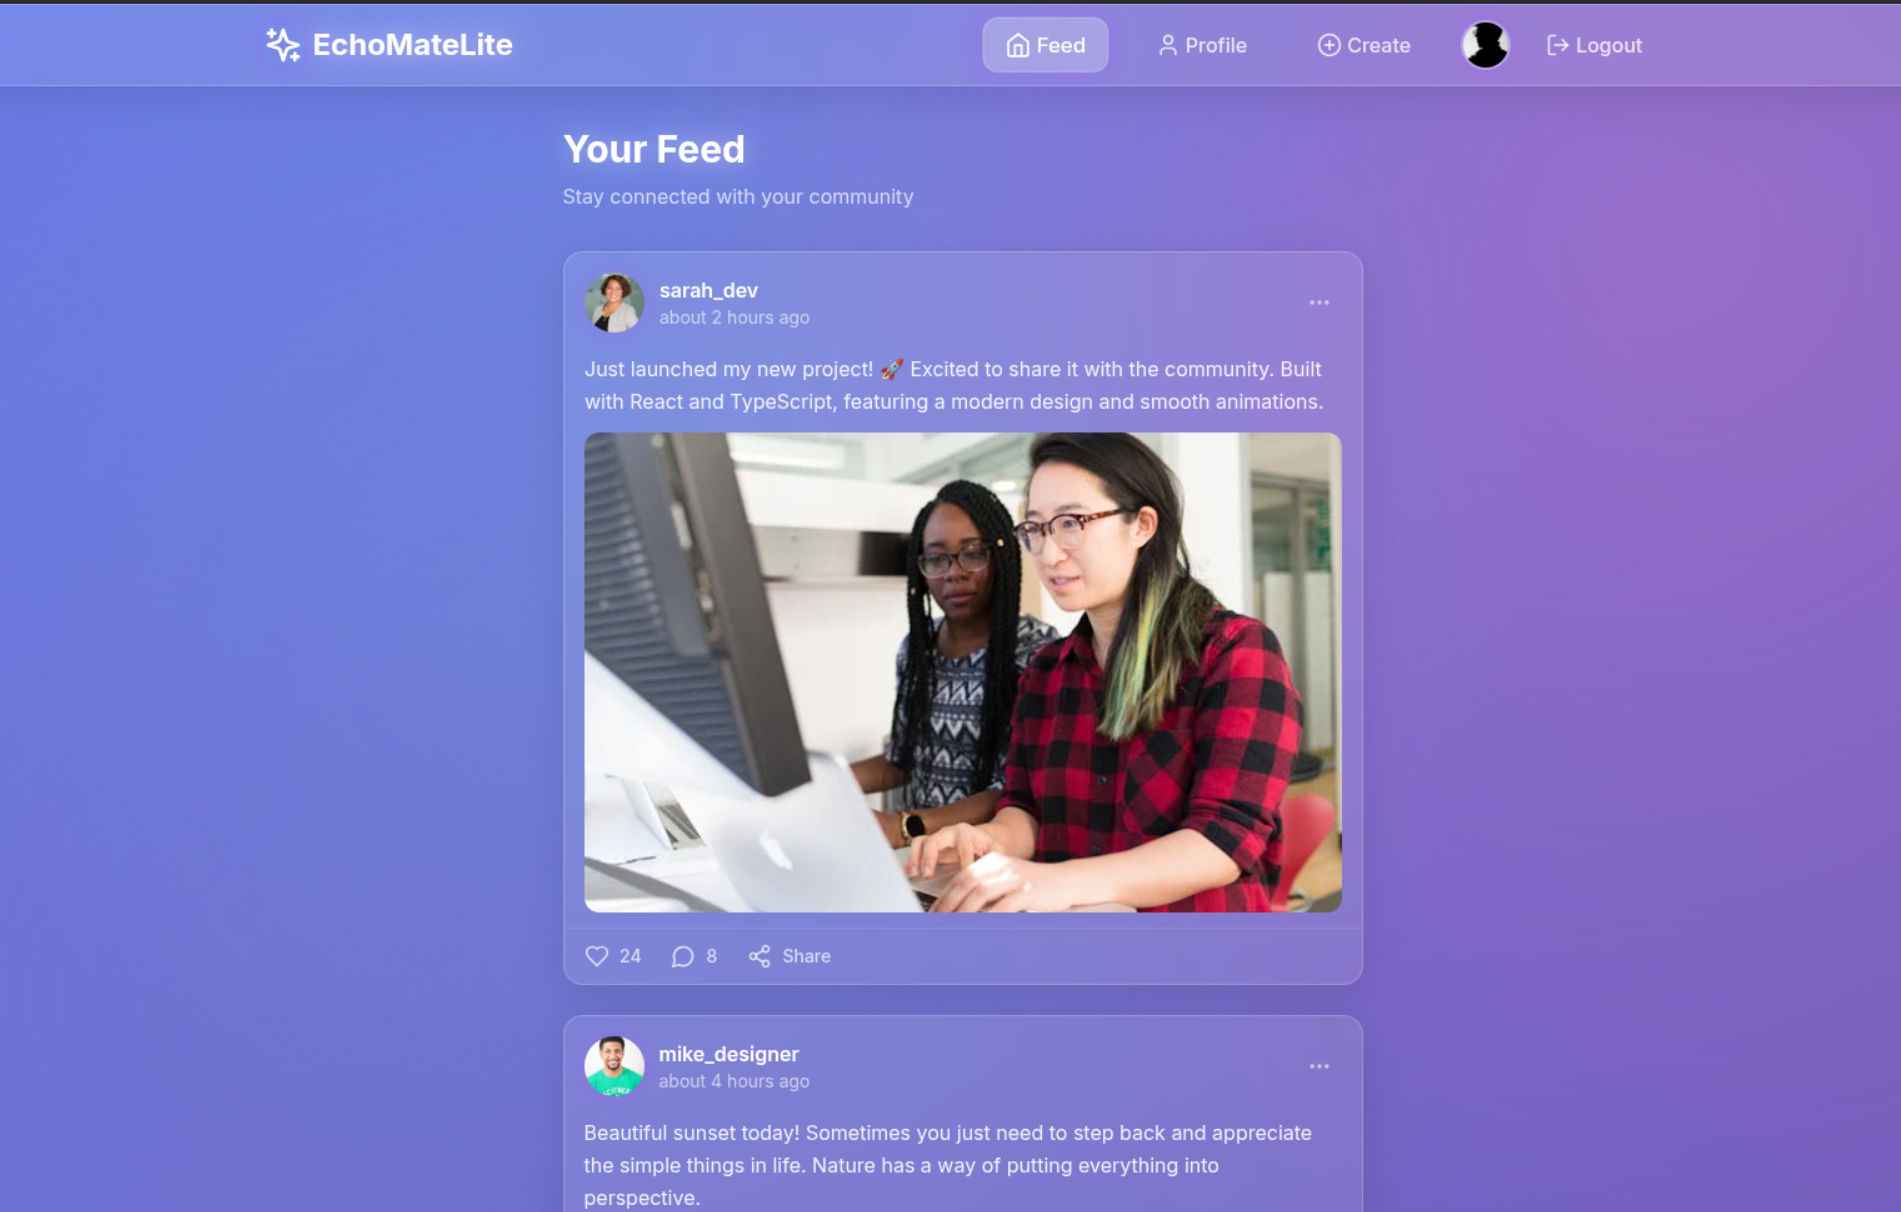 EchoMateLite
Feed
Profile
Create
Logout
Your Feed
Stay connected with your community
sarah_dev
about 2 hours ago
Just launched my new project! 🚀 Excited to share it with the community. Built
with React and TypeScript, featuring a modern design and smooth animations.
24
8
Share
mike_designer
about 4 hours ago
Beautiful sunset today! Sometimes you just need to step back and appreciate
the simple things in life. Nature has a way of putting everything into
perspective.